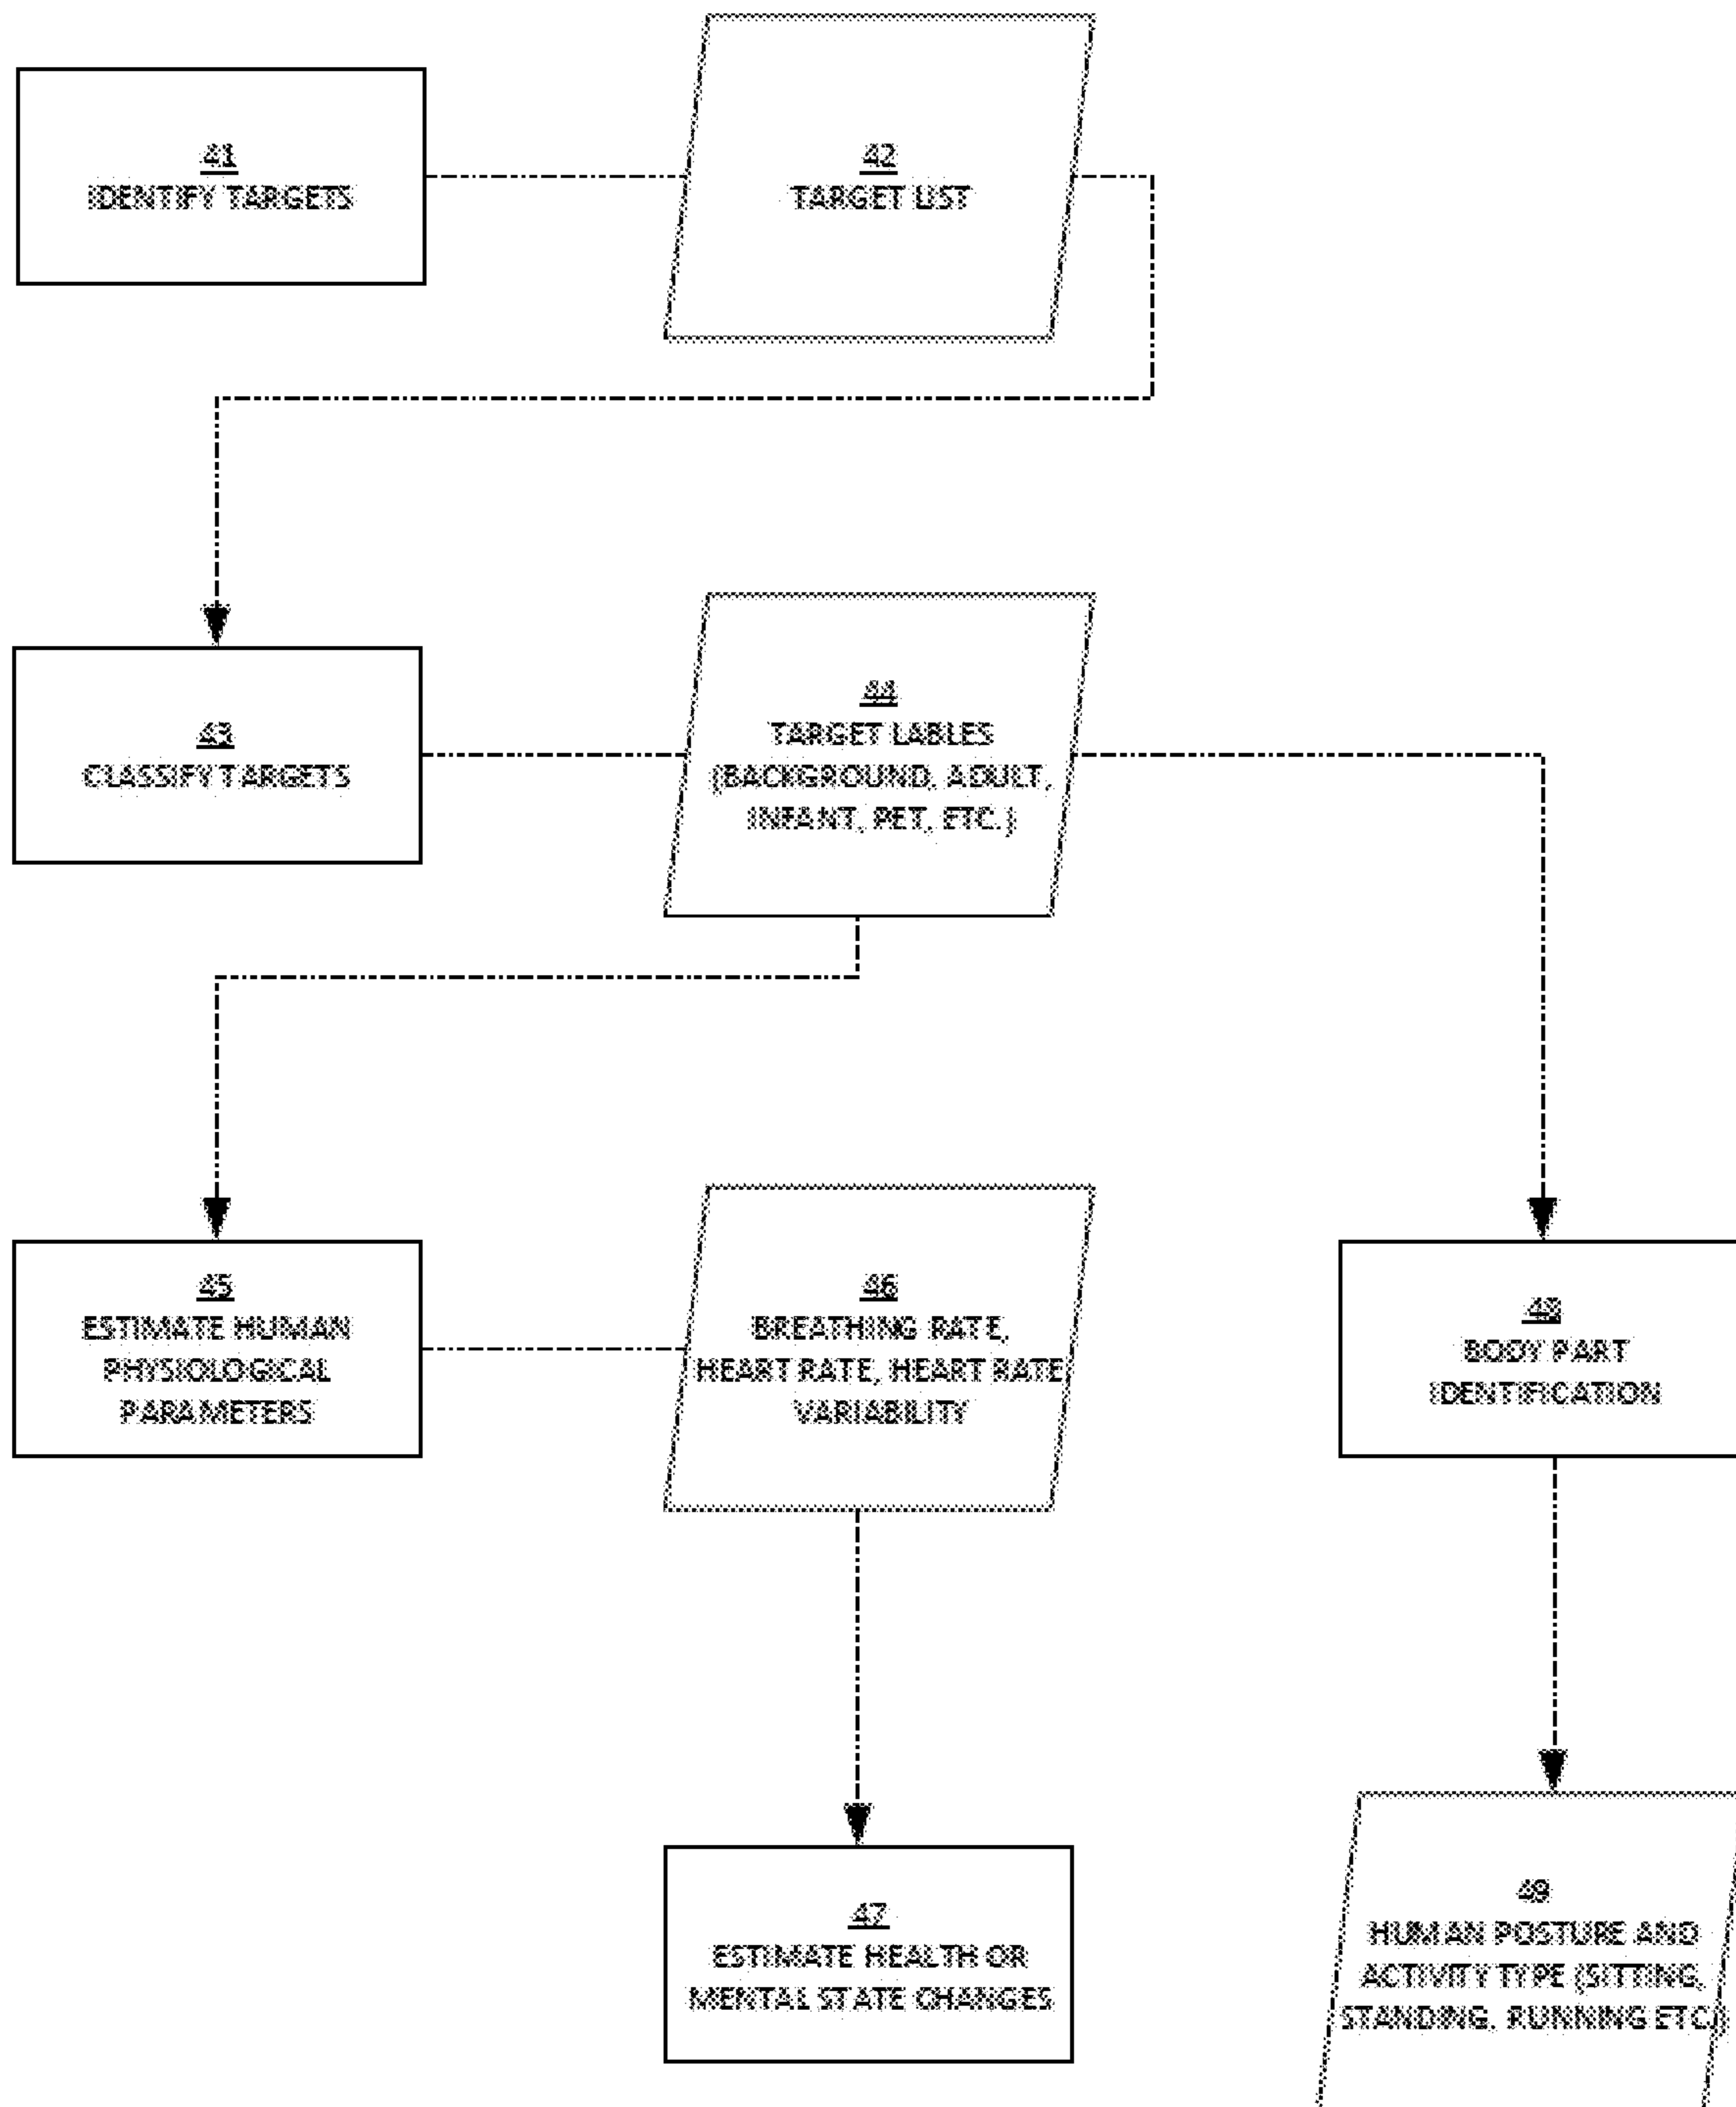 41
IDENTIFY TARGETS
42
TARGET LIST
43
CLASSIFY TARGETS
44
TARGET LABLES
(BACKGROUND, ADULT,
INFANT, PET, ETC.)
45
ESTIMATE HUMAN
PHYSIOLOGICAL
PARAMETERS
46
BREATHING RATE,
HEART RATE, HEART RATE
VARIABILITY
48
BODY PART
IDENTIFICATION
47
ESTIMATE HEALTH OR
MENTAL STATE CHANGES
49
HUMAN POSTURE AND
ACTIVITY TYPE (SITTING,
STANDING, RUNNING ETC.)